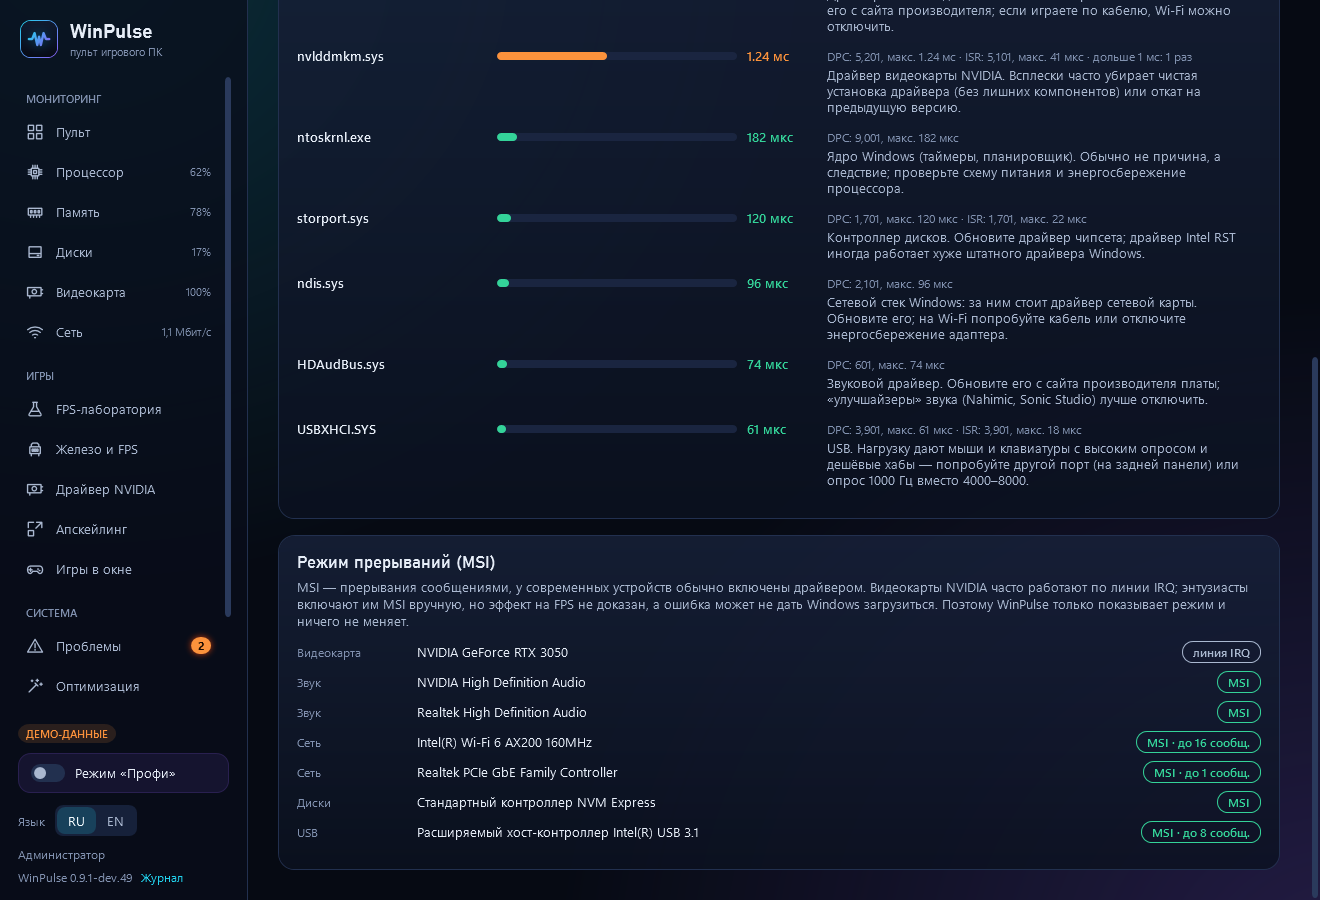 WinPulse
пульт игрового ПК
МОНИТОРИНГ
Пульт
Процессор 62%
Память 78%
Диски 17%
Видеокарта 100%
Сеть 1,1 Мбит/с
ИГРЫ
FPS-лаборатория
Железо и FPS
Драйвер NVIDIA
Апскейлинг
Игры в окне
СИСТЕМА
Проблемы 2
Оптимизация
ДЕМО-ДАННЫЕ
Режим «Профи»
Язык RU EN
Администратор
WinPulse 0.9.1-dev.49 Журнал
его с сайта производителя; если играете по кабелю, Wi-Fi можно
отключить.
nvlddmkm.sys 1.24 мс DPC: 5,201, макс. 1.24 мс · ISR: 5,101, макс. 41 мкс · дольше 1 мс: 1 раз
Драйвер видеокарты NVIDIA. Всплески часто убирает чистая
установка драйвера (без лишних компонентов) или откат на
предыдущую версию.
ntoskrnl.exe 182 мкс DPC: 9,001, макс. 182 мкс
Ядро Windows (таймеры, планировщик). Обычно не причина, а
следствие; проверьте схему питания и энергосбережение
процессора.
storport.sys 120 мкс DPC: 1,701, макс. 120 мкс · ISR: 1,701, макс. 22 мкс
Контроллер дисков. Обновите драйвер чипсета; драйвер Intel RST
иногда работает хуже штатного драйвера Windows.
ndis.sys 96 мкс DPC: 2,101, макс. 96 мкс
Сетевой стек Windows: за ним стоит драйвер сетевой карты.
Обновите его; на Wi-Fi попробуйте кабель или отключите
энергосбережение адаптера.
HDAudBus.sys 74 мкс DPC: 601, макс. 74 мкс
Звуковой драйвер. Обновите его с сайта производителя платы;
«улучшайзеры» звука (Nahimic, Sonic Studio) лучше отключить.
USBXHCI.SYS 61 мкс DPC: 3,901, макс. 61 мкс · ISR: 3,901, макс. 18 мкс
USB. Нагрузку дают мыши и клавиатуры с высоким опросом и
дешёвые хабы — попробуйте другой порт (на задней панели) или
опрос 1000 Гц вместо 4000–8000.
Режим прерываний (MSI)
MSI — прерывания сообщениями, у современных устройств обычно включены драйвером. Видеокарты NVIDIA часто работают по линии IRQ; энтузиасты
включают им MSI вручную, но эффект на FPS не доказан, а ошибка может не дать Windows загрузиться. Поэтому WinPulse только показывает режим и
ничего не меняет.
Видеокарта NVIDIA GeForce RTX 3050 линия IRQ
Звук NVIDIA High Definition Audio MSI
Звук Realtek High Definition Audio MSI
Сеть Intel(R) Wi-Fi 6 AX200 160MHz MSI · до 16 сообщ.
Сеть Realtek PCIe GbE Family Controller MSI · до 1 сообщ.
Диски Стандартный контроллер NVM Express MSI
USB Расширяемый хост-контроллер Intel(R) USB 3.1 MSI · до 8 сообщ.